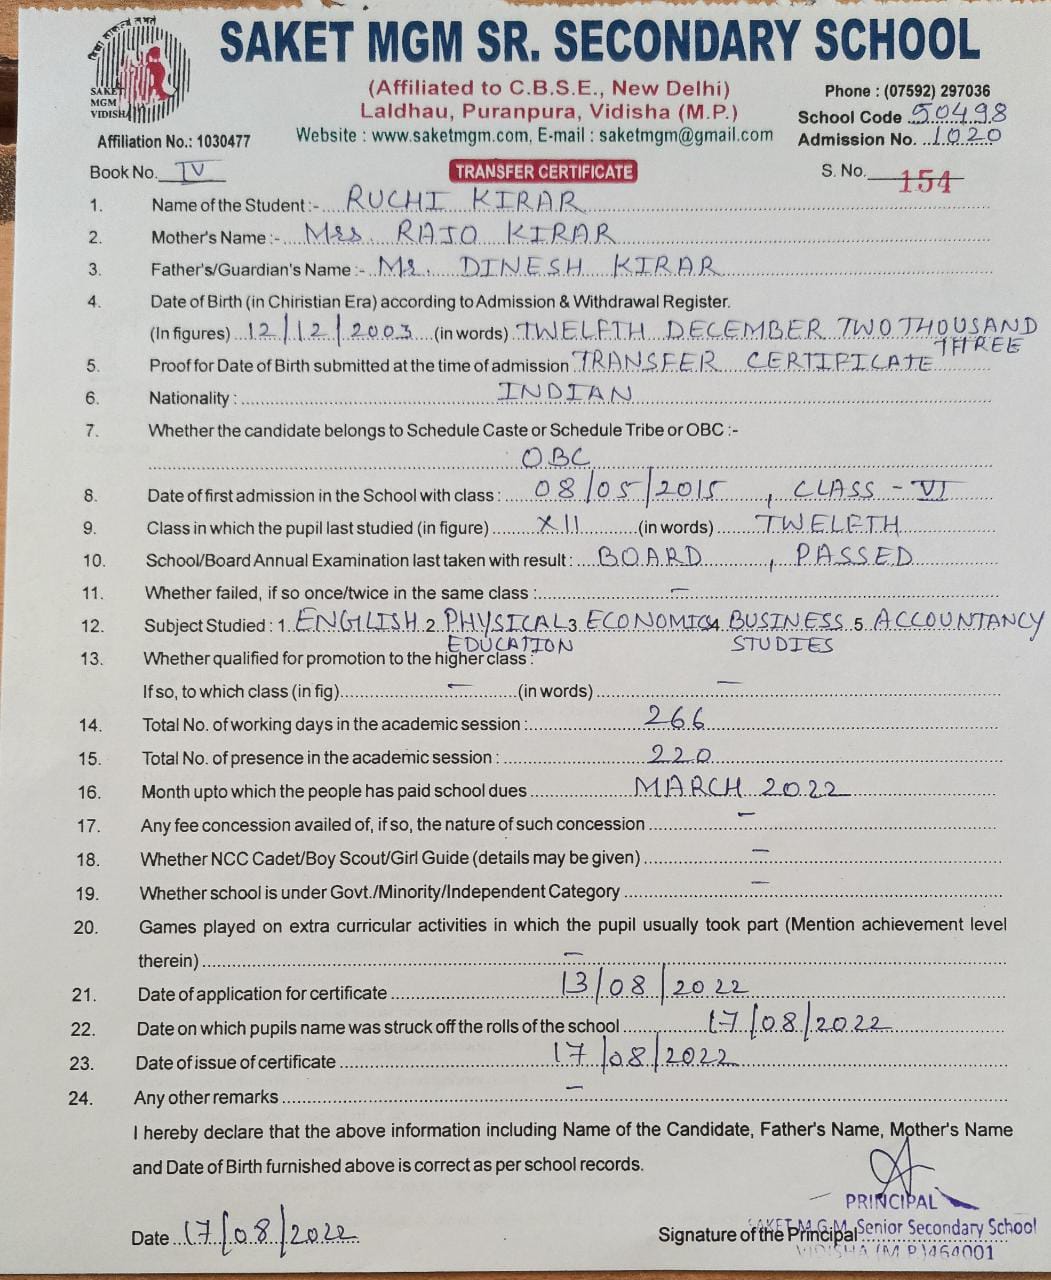 SAKET MGM SR. SECONDARY SCHOOL
SAKET
MGM
VIDISHA
(Affiliated to C.B.S.E., New Delhi)
Laldhau, Puranpura, Vidisha (M.P.)
Website : www.saketmgm.com, E-mail : saketmgm@gmail.com
Phone : (07592) 297036
School Code 50498
Admission No. 1020
Affiliation No.: 1030477
Book No. IV
TRANSFER CERTIFICATE
S. No. 154
1. Name of the Student :- RUCHI KIRAR
2. Mother's Name :- Mrs. RAJO KIRAR
3. Father's/Guardian's Name :- Mr. DINESH KIRAR
4. Date of Birth (in Chiristian Era) according to Admission & Withdrawal Register.
(In figures) 12/12/2003 (in words) TWELFTH DECEMBER TWO THOUSAND
THREE
5. Proof for Date of Birth submitted at the time of admission TRANSFER CERTIFICATE
6. Nationality : INDIAN
7. Whether the candidate belongs to Schedule Caste or Schedule Tribe or OBC :-
OBC
8. Date of first admission in the School with class : 08/05/2015, CLASS - VI
9. Class in which the pupil last studied (in figure) XII (in words) TWELFTH
10. School/Board Annual Examination last taken with result : BOARD, PASSED
11. Whether failed, if so once/twice in the same class : -
12. Subject Studied : 1. ENGLISH 2. PHYSICAL 3. ECONOMICS 4. BUSINESS 5. ACCOUNTANCY
EDUCATION STUDIES
13. Whether qualified for promotion to the higher class :
If so, to which class (in fig) - (in words) -
14. Total No. of working days in the academic session : 266
15. Total No. of presence in the academic session : 220
16. Month upto which the people has paid school dues MARCH 2022
17. Any fee concession availed of, if so, the nature of such concession -
18. Whether NCC Cadet/Boy Scout/Girl Guide (details may be given) -
19. Whether school is under Govt./Minority/Independent Category -
20. Games played on extra curricular activities in which the pupil usually took part (Mention achievement level
therein) -
21. Date of application for certificate 13/08/2022
22. Date on which pupils name was struck off the rolls of the school 17/08/2022
23. Date of issue of certificate 17/08/2022
24. Any other remarks -
I hereby declare that the above information including Name of the Candidate, Father's Name, Mother's Name
and Date of Birth furnished above is correct as per school records.
PRINCIPAL
Date 17/08/2022 Signature of the Principal
SAKET M.G.M. Senior Secondary School
VIDISHA (M.P.) 464001